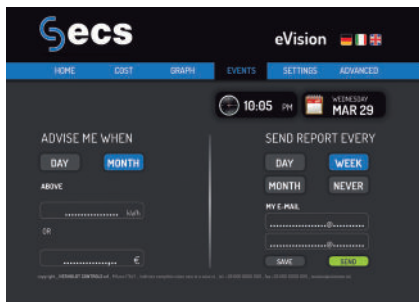 Secs
eVision
HOME COST GRAPH EVENTS SETTINGS ADVANCED
10:05 PM
WEDNESDAY
MAR 29
ADVISE ME WHEN
DAY MONTH
ABOVE
kWh
OR
€
SEND REPORT EVERY
DAY WEEK
MONTH NEVER
MY E-MAIL
@
@
SAVE SEND